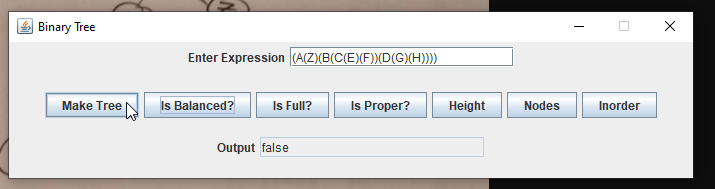 Binary Tree
Enter Expression (A(Z)(B(C(E)(F))(D(G)(H))))
Make Tree Is Balanced? Is Full? Is Proper? Height Nodes Inorder
Output false